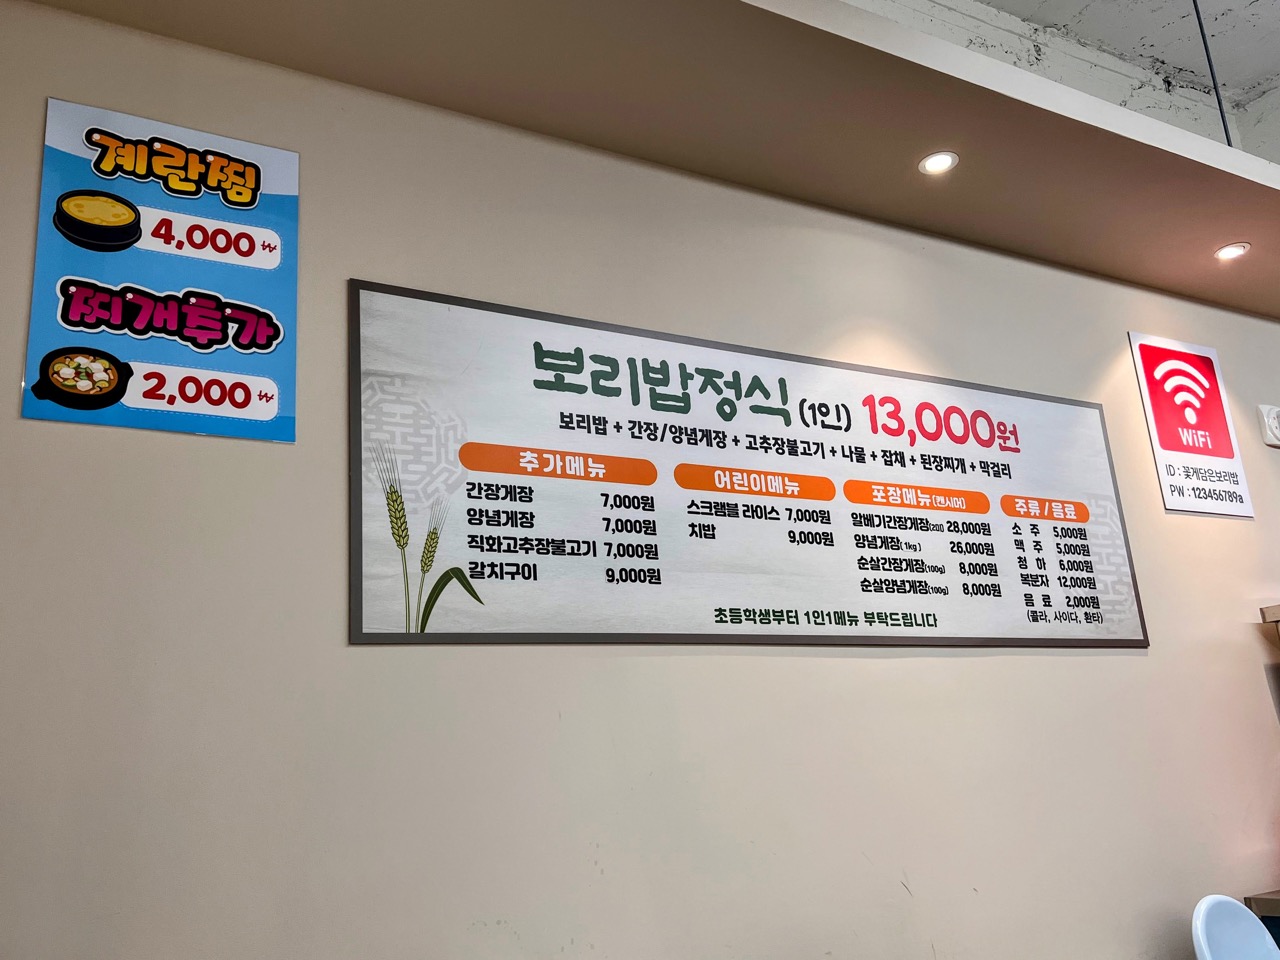 계란찜
4,000₩
찌개추가
2,000₩
보리밥정식(1인) 13,000원
보리밥 + 간장/양념게장 + 고추장불고기 + 나물 + 잡채 + 된장찌개 + 막걸리
추가메뉴
간장게장 7,000원
양념게장 7,000원
직화고추장불고기 7,000원
갈치구이 9,000원
어린이메뉴
스크램블 라이스 7,000원
치밥 9,000원
포장메뉴(캔시머)
알베기간장게장(2미) 28,000원
양념게장(1kg) 26,000원
순살간장게장(100g) 8,000원
순살양념게장(100g) 8,000원
주류 / 음료
소 주 5,000원
맥 주 5,000원
청 하 6,000원
복분자 12,000원
음 료 2,000원
(콜라, 사이다, 환타)
초등학생부터 1인1메뉴 부탁드립니다
WiFi
ID : 꽃게담은보리밥
PW : 123456789a